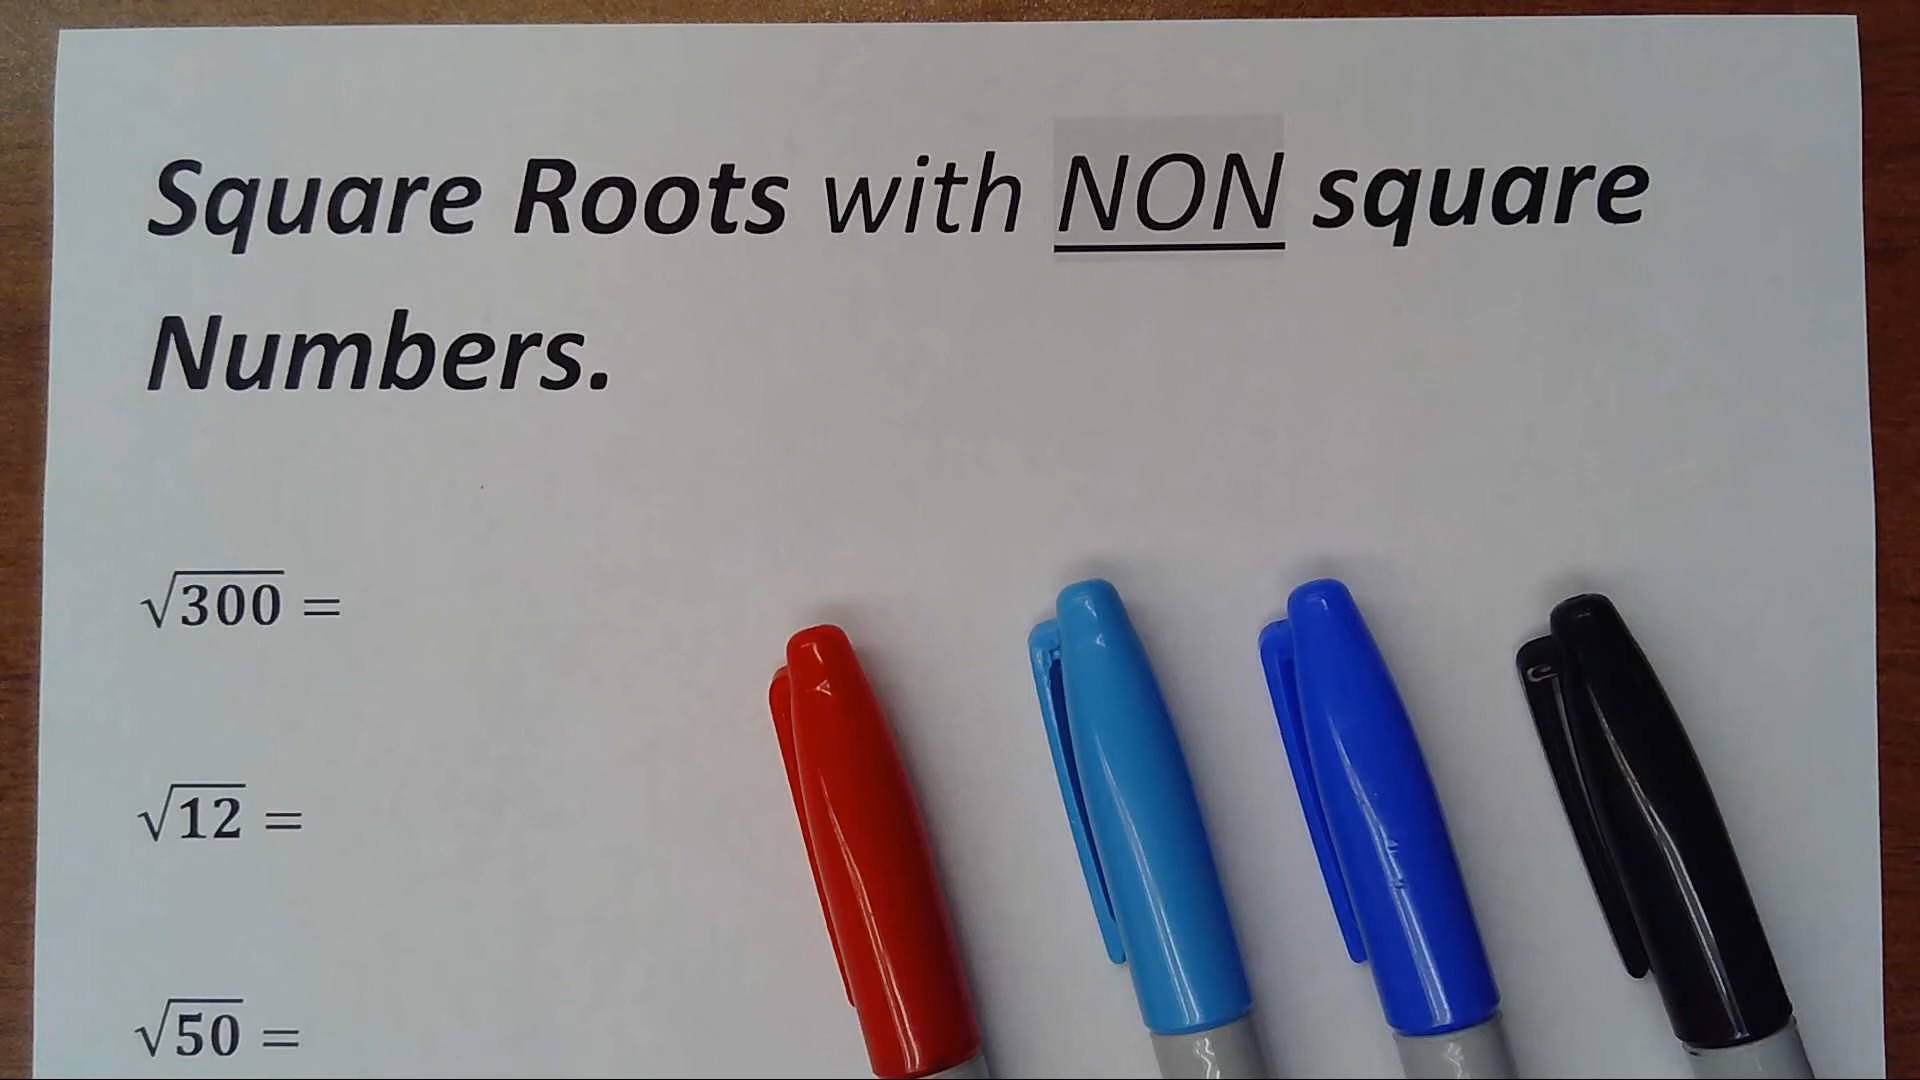 Square Roots with NON square
Numbers.
√300 =
√12 =
√50 =